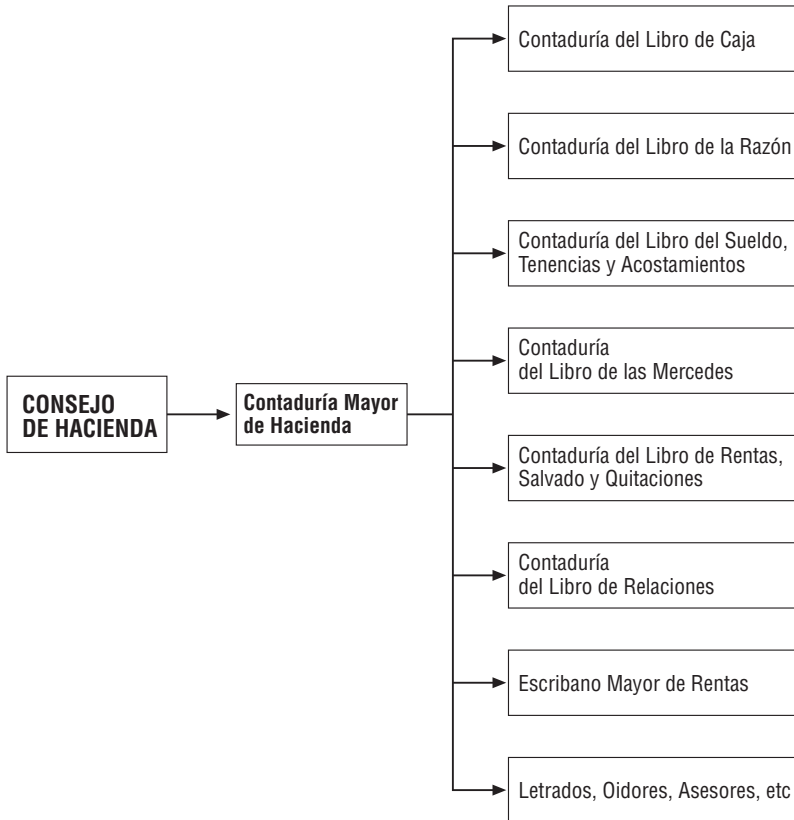 CONSEJO
DE HACIENDA
Contaduría Mayor
de Hacienda
Contaduría del Libro de Caja
Contaduría del Libro de la Razón
Contaduría del Libro del Sueldo,
Tenencias y Acostamientos
Contaduría
del Libro de las Mercedes
Contaduría del Libro de Rentas,
Salvado y Quitaciones
Contaduría
del Libro de Relaciones
Escribano Mayor de Rentas
Letrados, Oidores, Asesores, etc